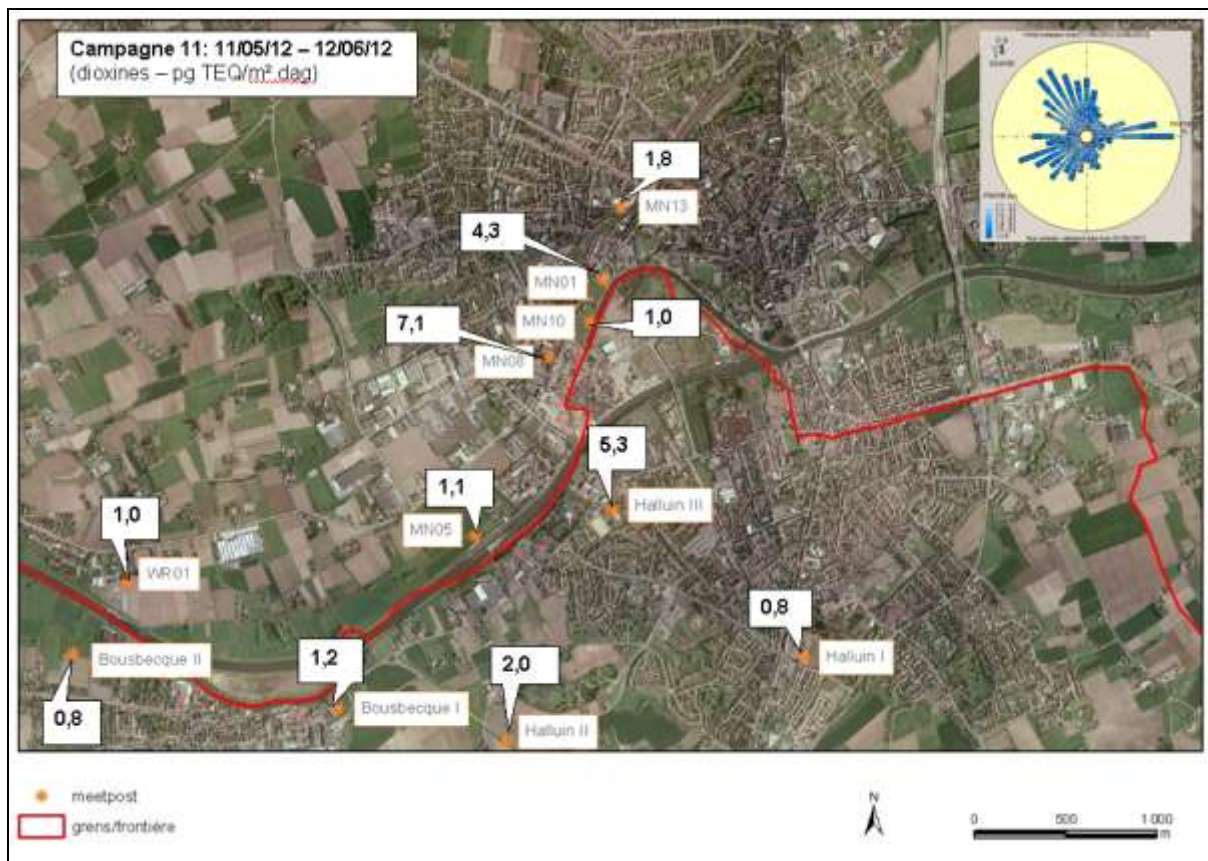 Campagne 11: 11/05/12 – 12/06/12
(dioxines – pg TEQ/m².dag)
1,8
MN13
4,3
MN01
MN10
1,0
7,1
MN08
5,3
Halluin III
1,1
MN05
1,0
WR01
0,8
Halluin I
Bousbecque II
0,8
1,2
Bousbecque I
2,0
Halluin II
meetpost
grens/frontière
N
0
500
1 000
m